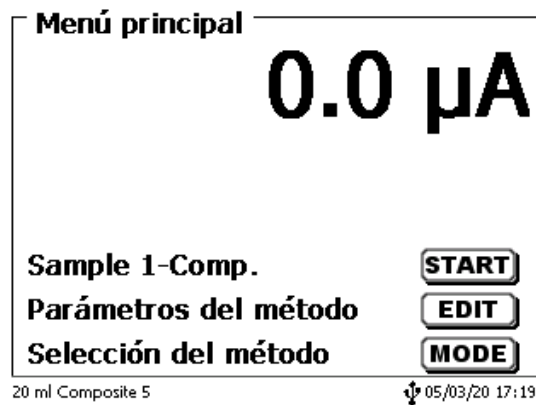 Menú principal
0.0 µA
Sample 1-Comp. START
Parámetros del método EDIT
Selección del método MODE
20 ml Composite 5 05/03/20 17:19